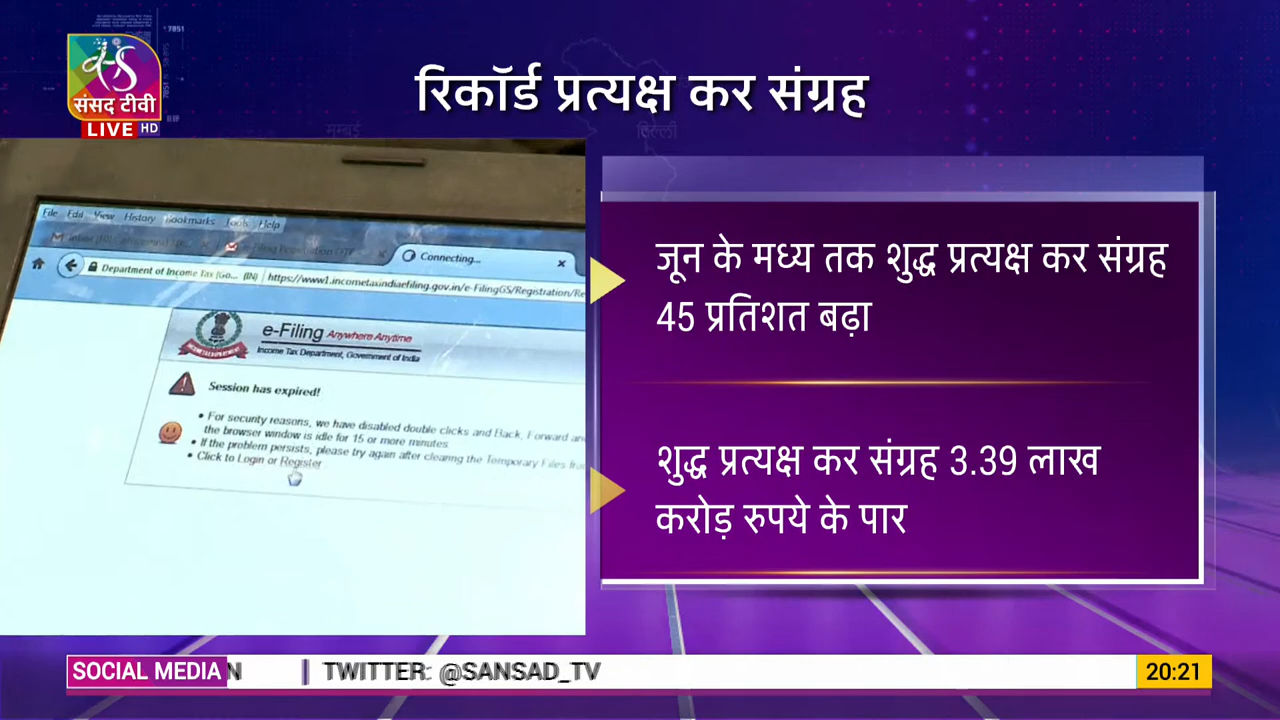 संसद टीवी
LIVE HD
7851
रिकॉर्ड प्रत्यक्ष कर संग्रह
मुम्बई
दिल्ली
File Edit View History Bookmarks Tools Help
Connecting...
Department of Income Tax (Go... (IN) https://www1.incometaxindiaefiling.gov.in/e-FilingGS/Registration/Re
e-Filing Anywhere Anytime
Income Tax Department, Government of India
Session has expired!
• For security reasons, we have disabled double clicks and Back, Forward and
the browser window is idle for 15 or more minutes.
• If the problem persists, please try again after clearing the Temporary Files
• Click to Login or Register
जून के मध्य तक शुद्ध प्रत्यक्ष कर संग्रह
45 प्रतिशत बढ़ा
शुद्ध प्रत्यक्ष कर संग्रह 3.39 लाख
करोड़ रुपये के पार
SOCIAL MEDIA N | TWITTER: @SANSAD_TV
20:21